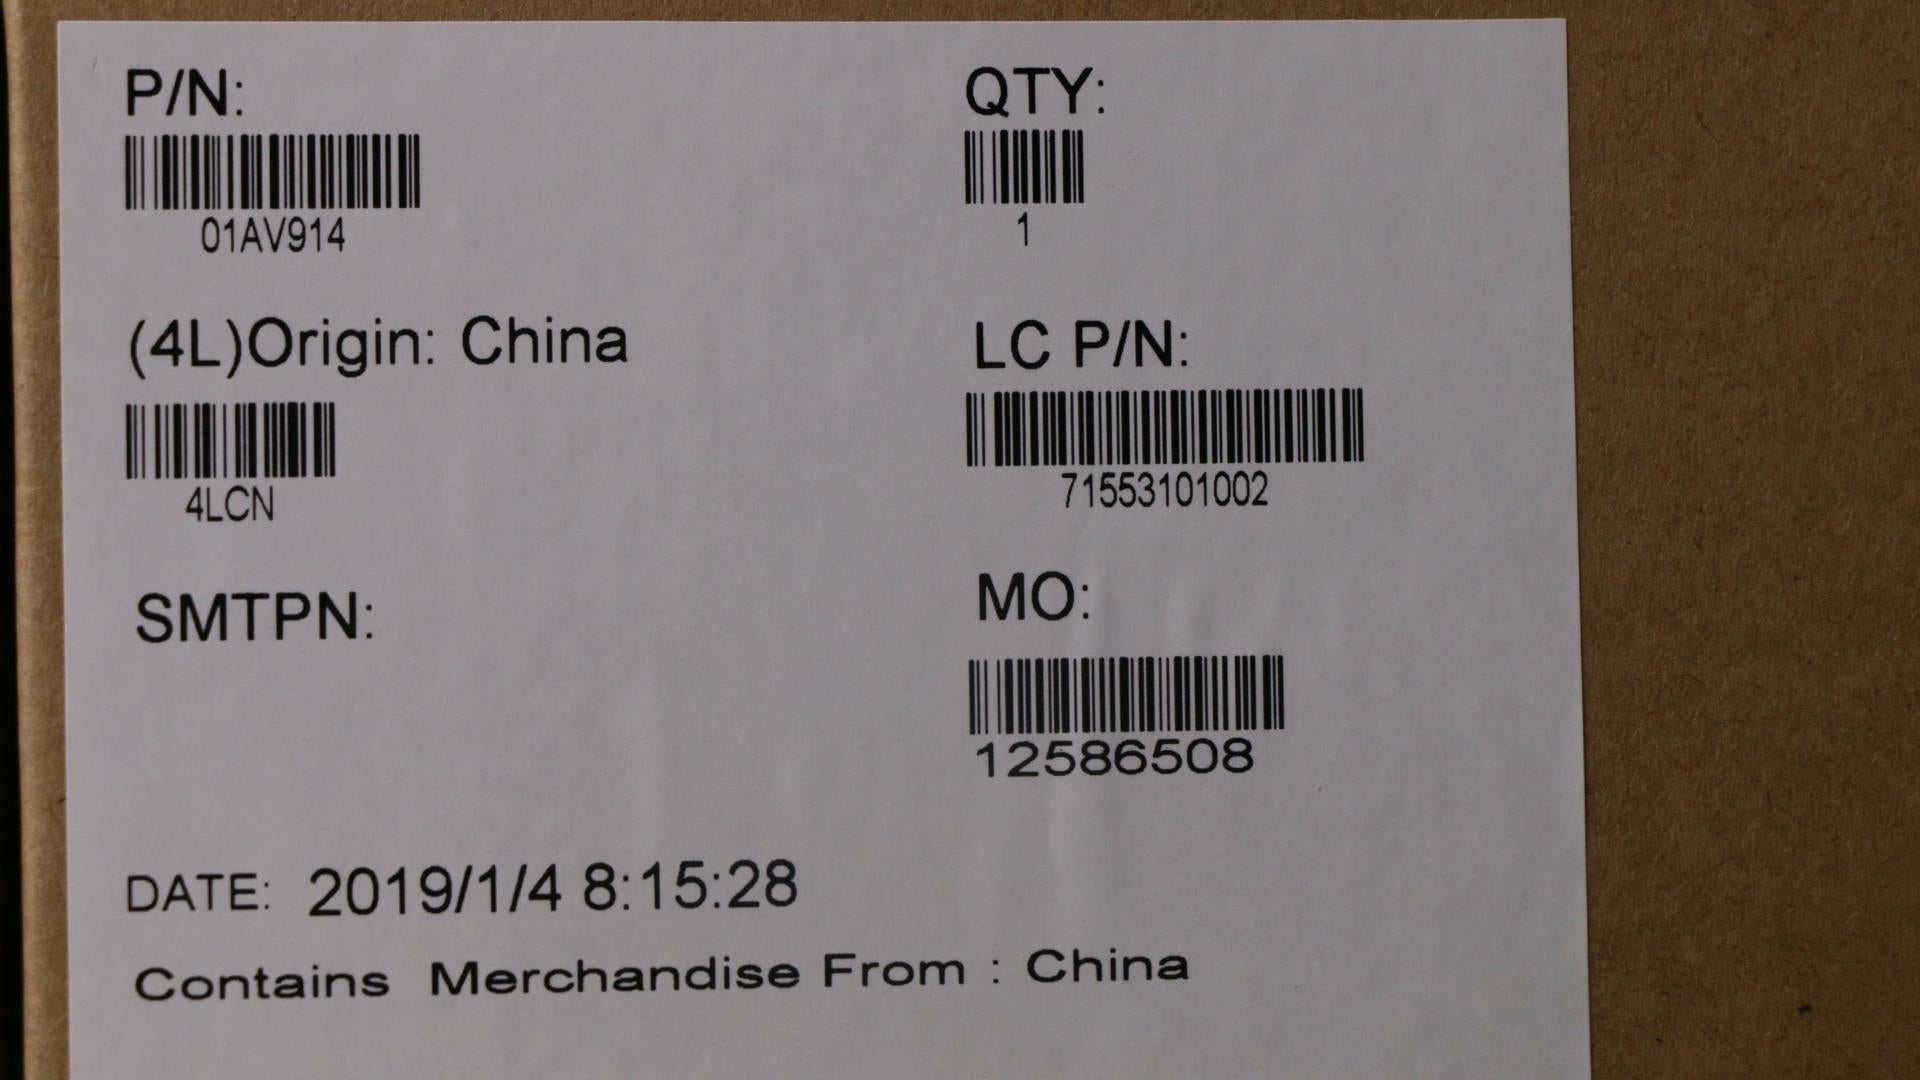 P/N:
01AV914
QTY:
1
(4L)Origin: China
4LCN
LC P/N:
71553101002
SMTPN:
MO:
12586508
DATE: 2019/1/4 8:15:28
Contains Merchandise From : China